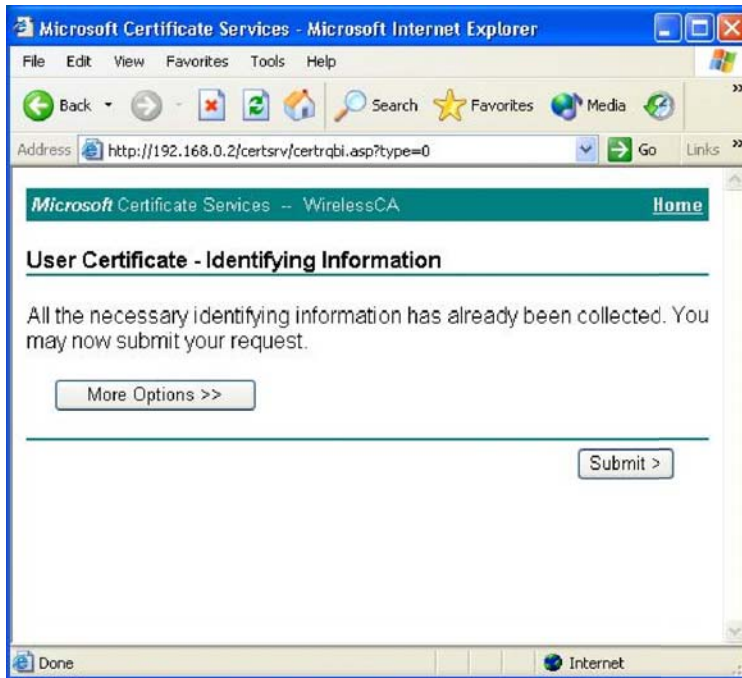 Microsoft Certificate Services - Microsoft Internet Explorer
File Edit View Favorites Tools Help
Back Search Favorites Media
Address http://192.168.0.2/certsrv/certrqbi.asp?type=0 Go Links
Microsoft Certificate Services -- WirelessCA Home
User Certificate - Identifying Information
All the necessary identifying information has already been collected. You
may now submit your request.
More Options >>
Submit >
Done Internet